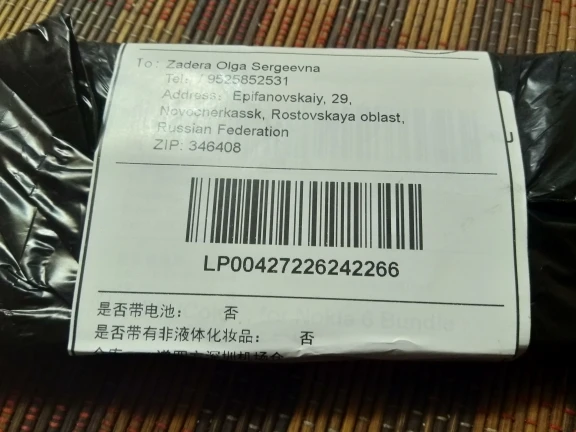 To: Zadera Olga Sergeevna
Tel: 9525852531
Address: Epifanovskaiy, 29,
Novocherkassk, Rostovskaya oblast,
Russian Federation
ZIP: 346408
LP00427226242266
是否带电池: 否
是否带有非液体化妆品: 否